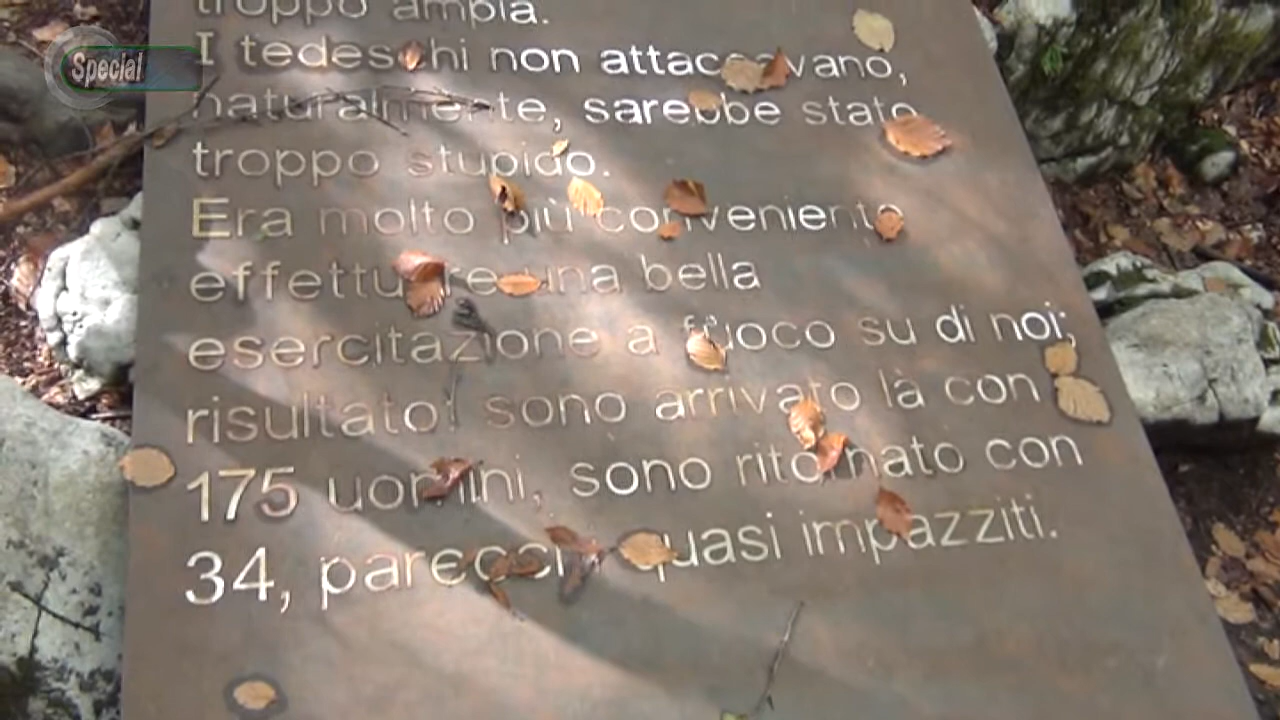 Special
troppo ampia.
I tedeschi non attaccavano,
naturalmente, sarebbe stato
troppo stupido.
Era molto più conveniente
effettuare una bella
esercitazione a fuoco su di noi;
risultato: sono arrivato là con
175 uomini, sono ritornato con
34, parecchi quasi impazziti.